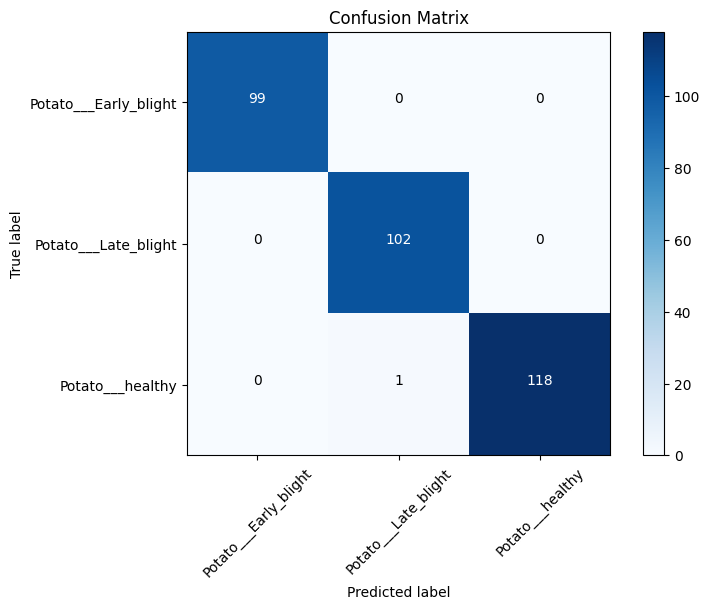 Confusion Matrix
True label
Potato___Early_blight
99 0 0
Potato___Late_blight
0 102 0
Potato___healthy
0 1 118
Potato___Early_blight
Potato___Late_blight
Potato___healthy
Predicted label
100
80
60
40
20
0